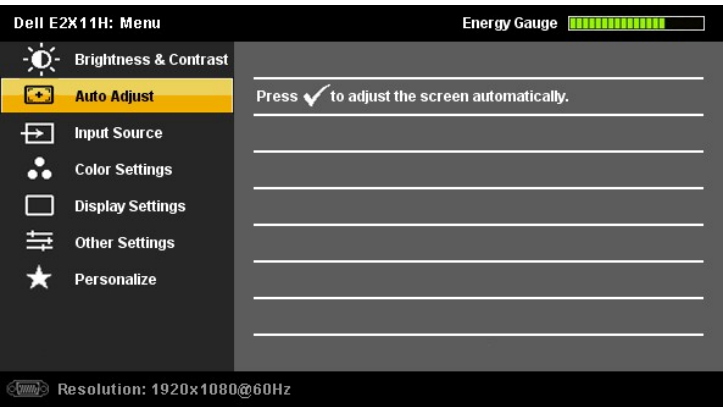 Dell E2X11H: Menu
Energy Gauge
Brightness & Contrast
Auto Adjust
Press ✓ to adjust the screen automatically.
Input Source
Color Settings
Display Settings
Other Settings
Personalize
Resolution: 1920x1080@60Hz